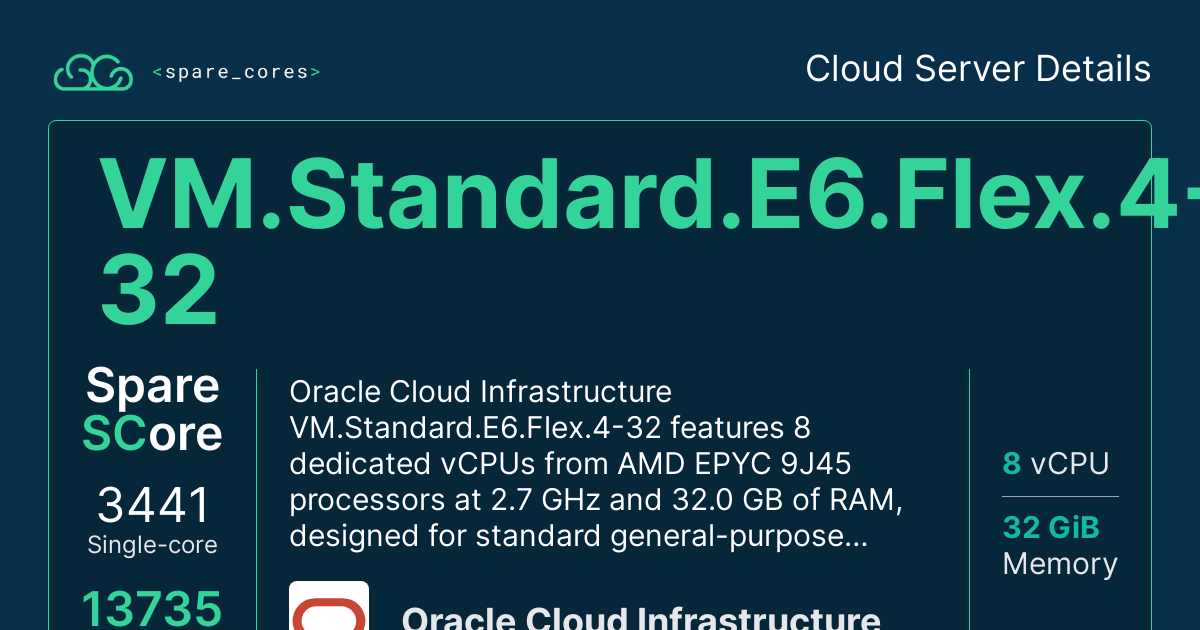 <spare_cores>
Cloud Server Details
VM.Standard.E6.Flex.4-
32
Spare
SCore
3441
Single-core
13735
Oracle Cloud Infrastructure
VM.Standard.E6.Flex.4-32 features 8
dedicated vCPUs from AMD EPYC 9J45
processors at 2.7 GHz and 32.0 GB of RAM,
designed for standard general-purpose...
Oracle Cloud Infrastructure
8 vCPU
32 GiB
Memory